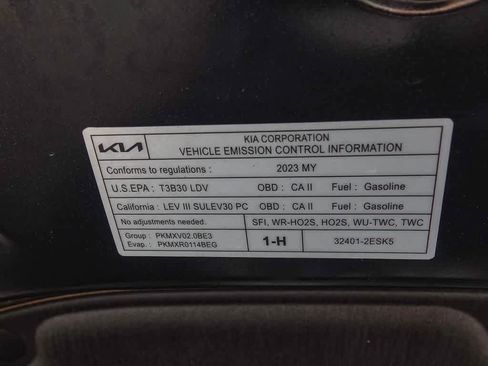 KIA
KIA CORPORATION
VEHICLE EMISSION CONTROL INFORMATION
Conforms to regulations : 2023 MY
U.S.EPA : T3B30 LDV OBD : CA II Fuel : Gasoline
California : LEV III SULEV30 PC OBD : CA II Fuel : Gasoline
No adjustments needed. SFI, WR-HO2S, HO2S, WU-TWC, TWC
Group : PKMXV02.0BE3
Evap. : PKMXR0114BEG
1-H 32401-2ESK5